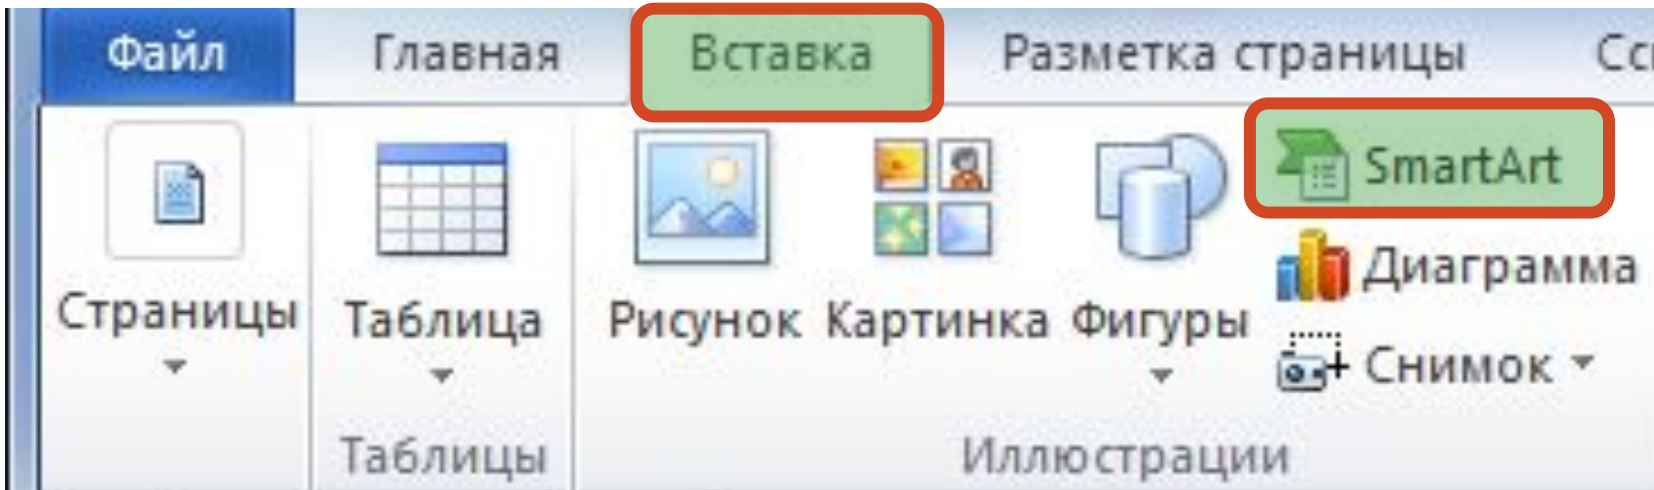 Файл Главная Вставка Разметка страницы
SmartArt
Диаграмма
Страницы Таблица Рисунок Картинка Фигуры
Снимок
Таблицы Иллюстрации